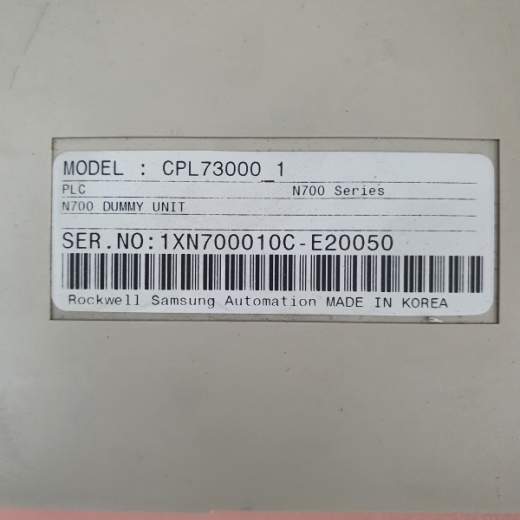 MODEL : CPL73000_1
PLC N700 Series
N700 DUMMY UNIT
SER.NO:1XN700010C-E20050
Rockwell Samsung Automation MADE IN KOREA